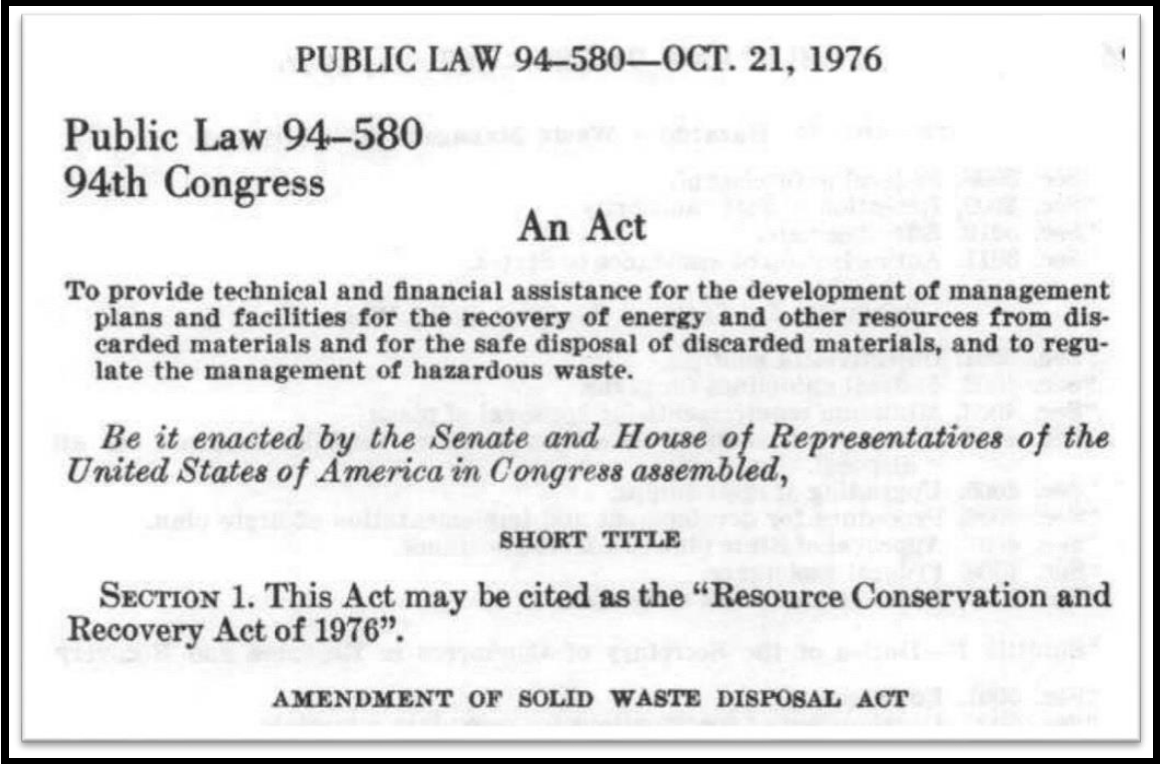 PUBLIC LAW 94–580—OCT. 21, 1976
Public Law 94–580
94th Congress
An Act
To provide technical and financial assistance for the development of management
plans and facilities for the recovery of energy and other resources from dis-
carded materials and for the safe disposal of discarded materials, and to regu-
late the management of hazardous waste.
Be it enacted by the Senate and House of Representatives of the
United States of America in Congress assembled,
SHORT TITLE
SECTION 1. This Act may be cited as the “Resource Conservation and
Recovery Act of 1976”.
AMENDMENT OF SOLID WASTE DISPOSAL ACT